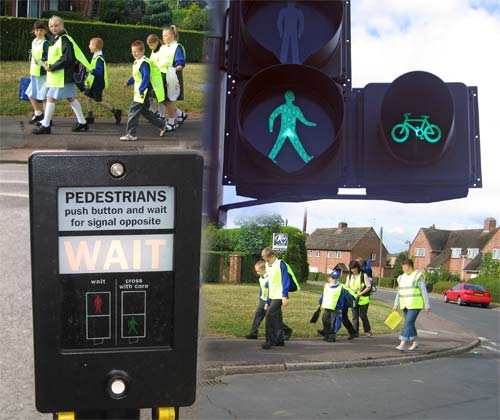 PEDESTRIANS
push button and wait
for signal opposite
WAIT
wait
cross
with care